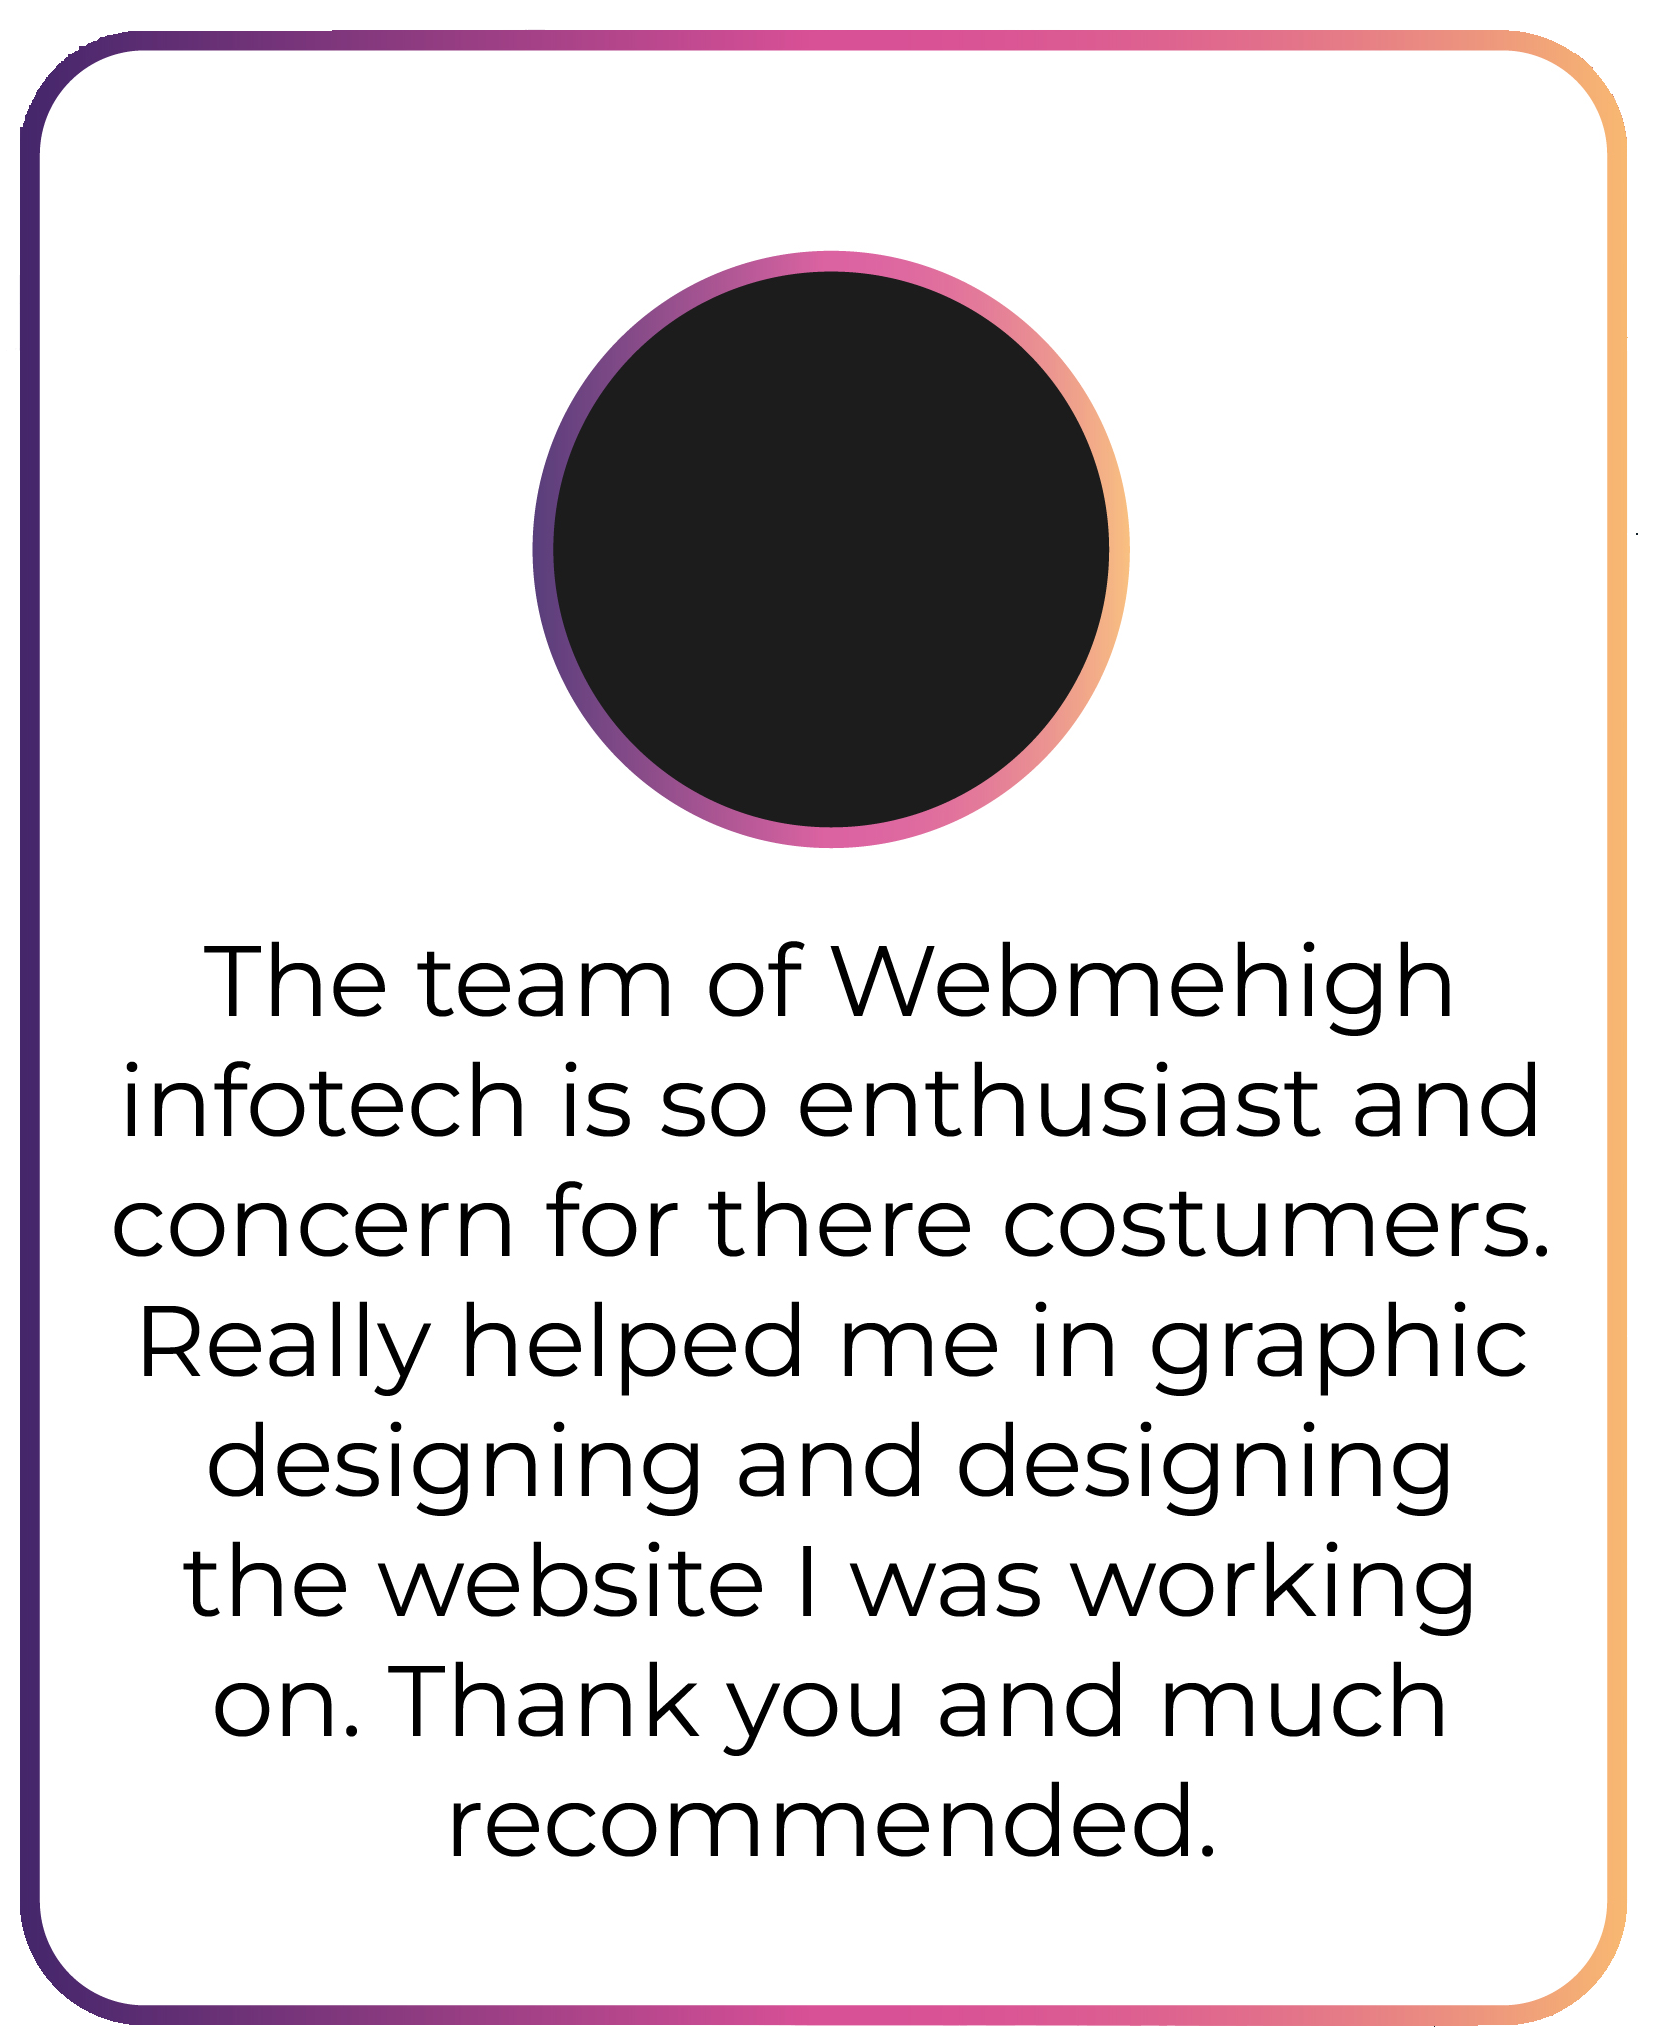 The team of Webmehigh
infotech is so enthusiast and
concern for there costumers.
Really helped me in graphic
designing and designing
the website I was working
on. Thank you and much
recommended.